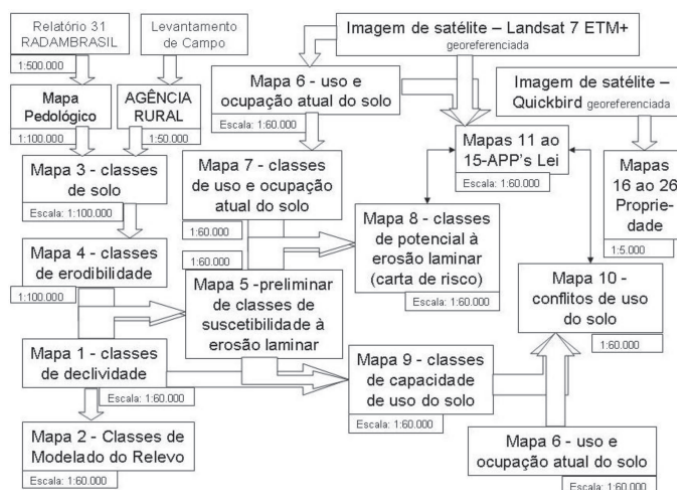 Relatório 31
RADAMBRASIL
1:500.000
Levantamento
de Campo
Imagem de satélite – Landsat 7 ETM+
georeferenciada
Mapa 6 - uso e
ocupação atual do solo
Escala: 1:60.000
Imagem de satélite –
Quickbird georeferenciada
Mapa
Pedológico
1:100.000
AGÊNCIA
RURAL
1:50.000
Mapas 11 ao
15-APP's Lei
Escala: 1:60.000
Mapa 3 - classes
de solo
Escala: 1:100.000
Mapa 7 - classes
de uso e ocupação
atual do solo
1:60.000
Mapas
16 ao 26
Proprie-
dade
1:5.000
Mapa 8 - classes
de potencial à
erosão laminar
(carta de risco)
Escala: 1:60.000
Mapa 4 - classes
de erodibilidade
1:100.000
1:60.000
Mapa 5 -preliminar
de classes de
suscetibilidade à
erosão laminar
Mapa 10 -
conflitos de uso
do solo
1:60.000
Mapa 1 - classes
de declividade
Escala: 1:60.000
Mapa 9 - classes
de capacidade
de uso do solo
Escala: 1:60.000
Mapa 2 - Classes de
Modelado do Relevo
Escala: 1:60.000
Mapa 6 - uso e
ocupação atual do solo
Escala: 1:60.000